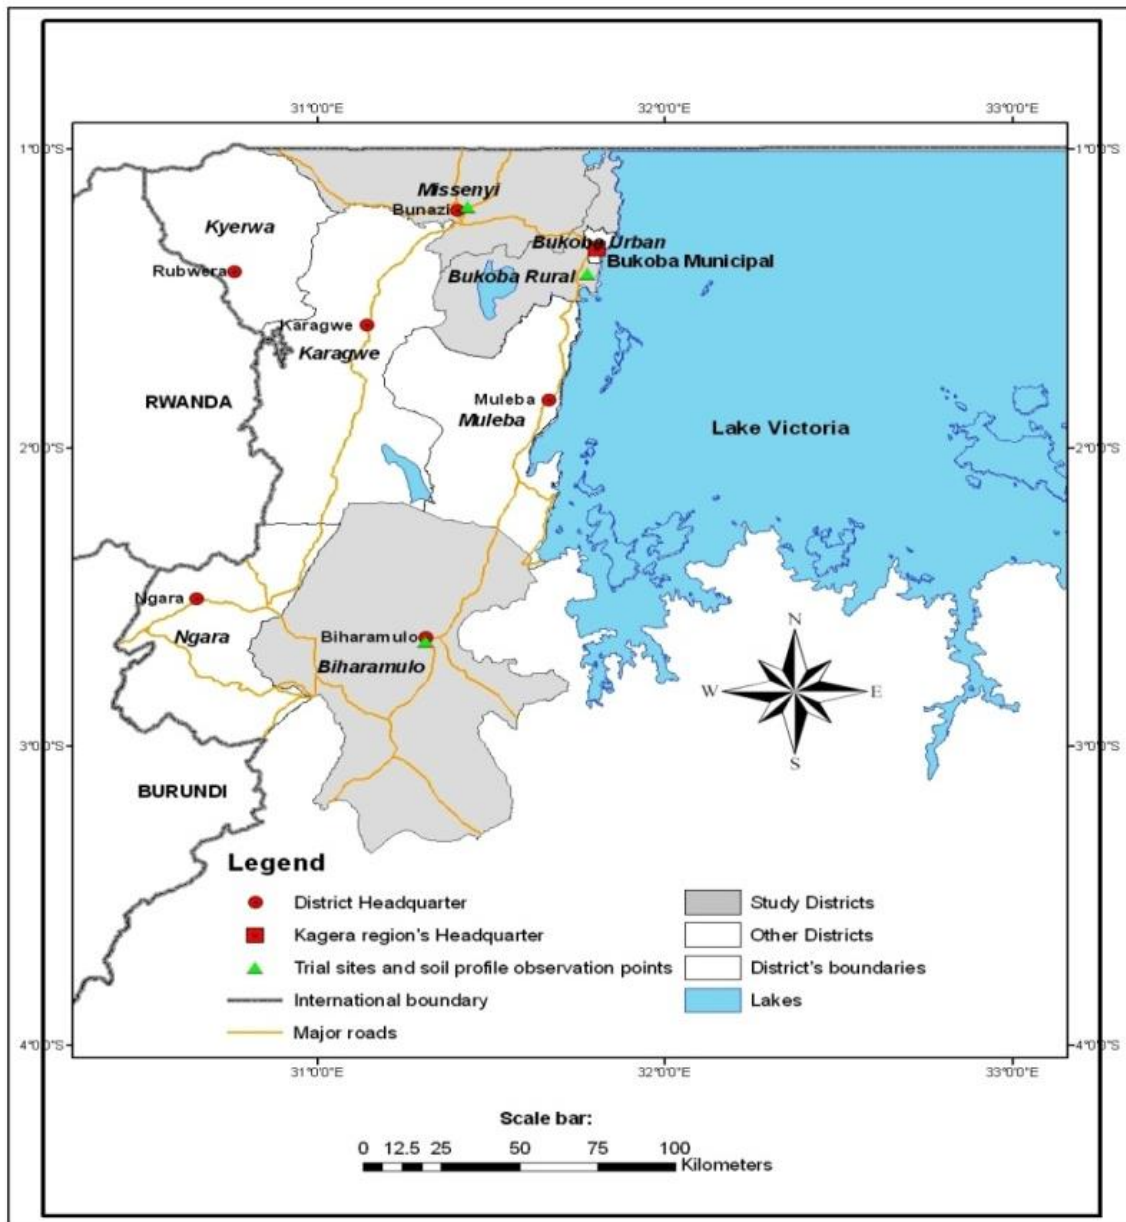 31°0'0"E 32°0'0"E 33°0'0"E
1°0'0"S 1°0'0"S
Missenyi
Bunazi
Kyerwa
Bukoba Urban
Bukoba Municipal
Rubwera
Bukoba Rural
Karagwe
Karagwe
RWANDA
Muleba
Muleba
Lake Victoria
2°0'0"S 2°0'0"S
Ngara
Ngara
Biharamulo
Biharamulo
N
W E
S
3°0'0"S 3°0'0"S
BURUNDI
Legend
District Headquarter
Kagera region's Headquarter
Trial sites and soil profile observation points
International boundary
Major roads
Study Districts
Other Districts
District's boundaries
Lakes
4°0'0"S 4°0'0"S
31°0'0"E 32°0'0"E 33°0'0"E
Scale bar:
0 12.5 25 50 75 100
Kilometers